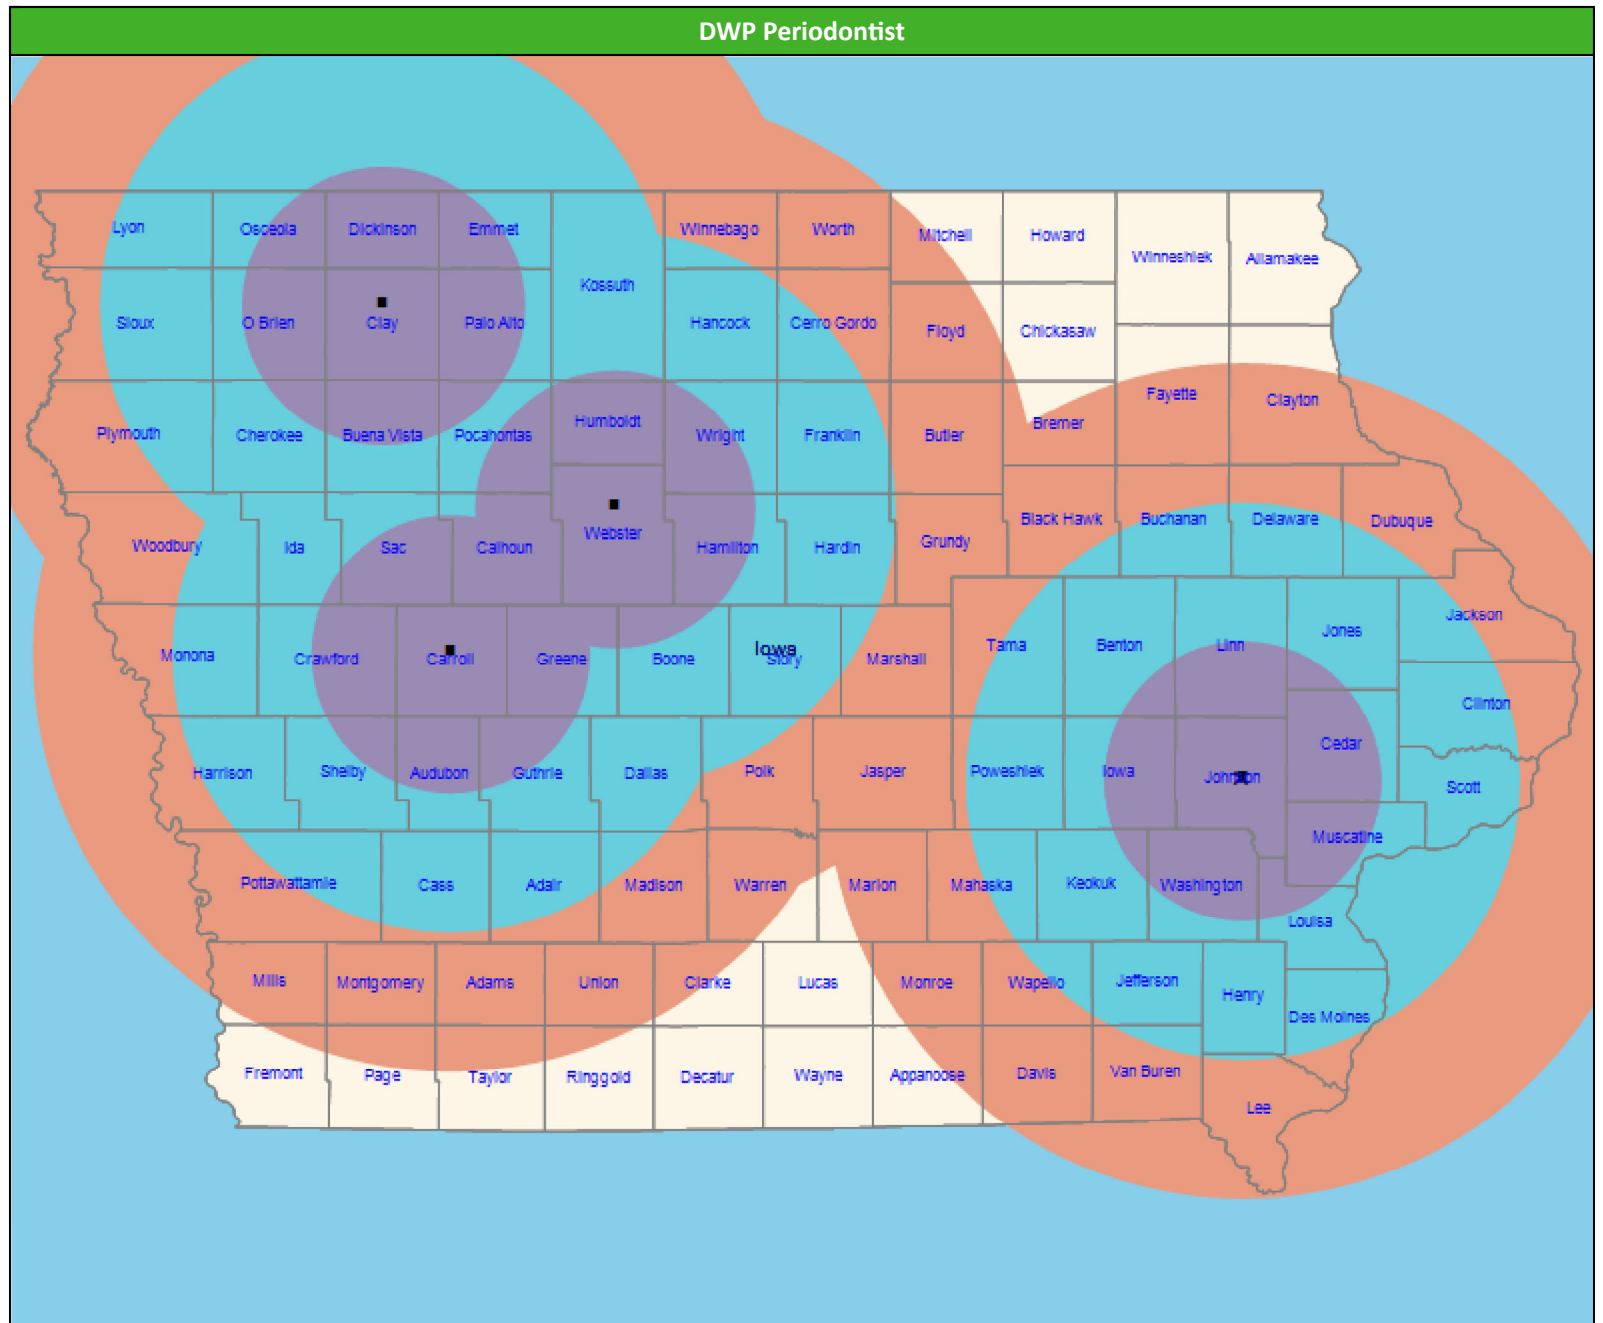 DWP Periodontist
Lyon Osceola Dickinson Emmet Winnebago Worth Mitchell Howard
Winneshiek Allamakee
Kossuth
Sioux O Brien Clay Palo Alto Hancock Cerro Gordo Floyd Chickasaw
Plymouth Cherokee Buena Vista Pocahontas Humboldt Wright Franklin Butler Bremer Fayette Clayton
Woodbury Ida Sac Calhoun Webster Hamilton Hardin Grundy Black Hawk Buchanan Delaware Dubuque
Iowa
Monona Crawford Carroll Greene Boone Story Marshall Tama Benton Linn Jones Jackson
Clinton
Harrison Shelby Audubon Guthrie Dallas Polk Jasper Poweshiek Iowa Johnson Cedar Scott
Muscatine
Pottawattamie Cass Adair Madison Warren Marion Mahaska Keokuk Washington
Louisa
Mills Montgomery Adams Union Clarke Lucas Monroe Wapello Jefferson Henry
Des Moines
Fremont Page Taylor Ringgold Decatur Wayne Appanoose Davis Van Buren
Lee